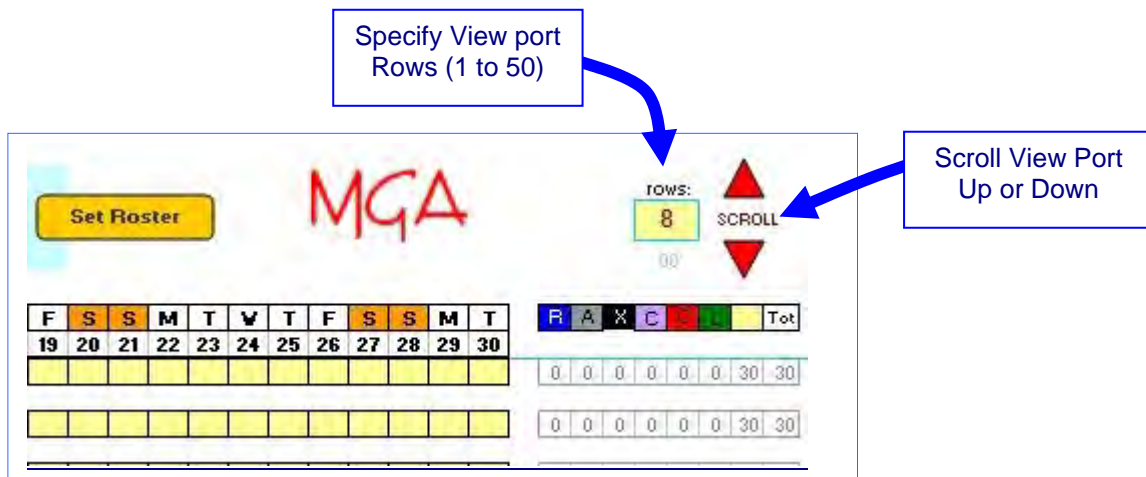 Specify View port
Rows (1 to 50)
Scroll View Port
Up or Down
Set Roster
MGA
rows:
8
SCROLL
00
F S S M T W T F S S M T
R A X C C L Tot
19 20 21 22 23 24 25 26 27 28 29 30
0 0 0 0 0 0 30 30
0 0 0 0 0 0 30 30